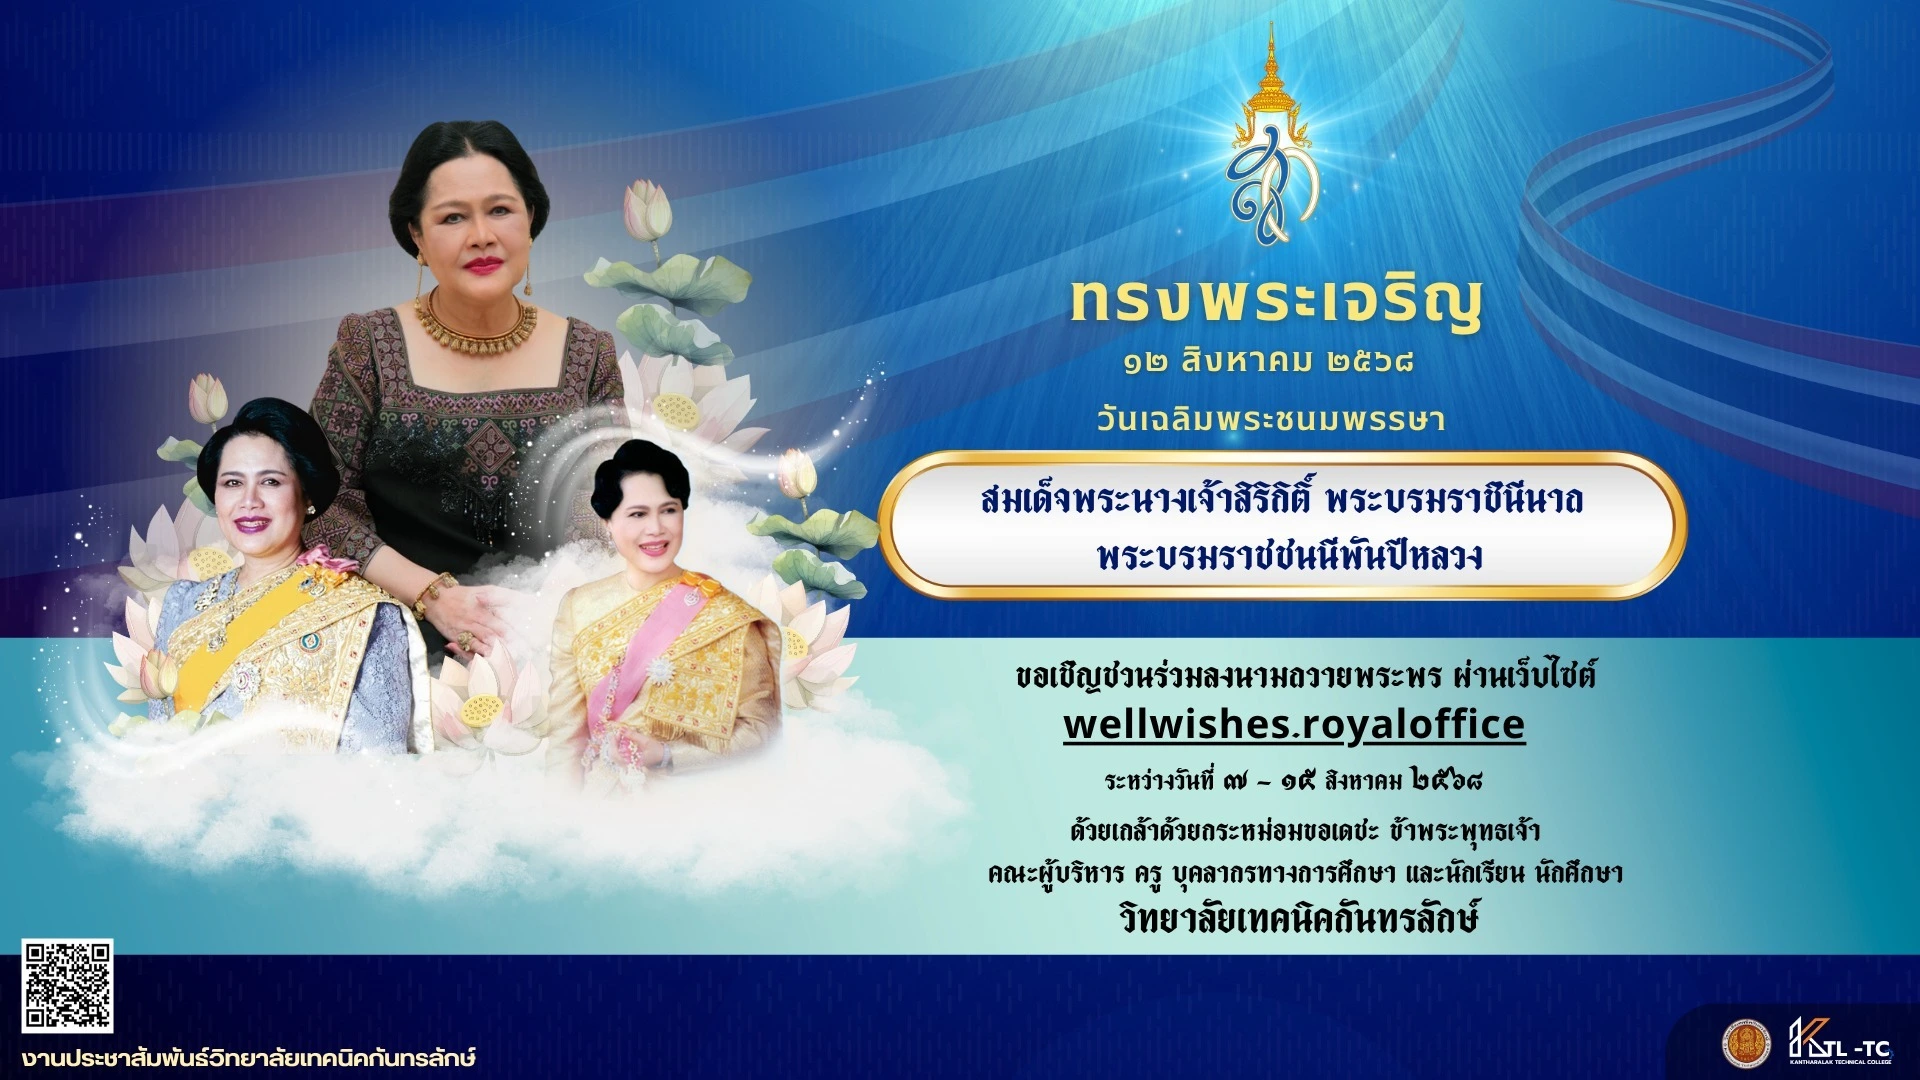 ทรงพระเจริญ
๑๒ สิงหาคม ๒๕๖๘
วันเฉลิมพระชนมพรรษา
สมเด็จพระนางเจ้าสิริกิติ์ พระบรมราชินีนาถ
พระบรมราชชนนีพันปีหลวง
ขอเชิญชวนร่วมลงนามถวายพระพร ผ่านเว็บไซต์
wellwishes.royaloffice
ระหว่างวันที่ ๗ - ๑๕ สิงหาคม ๒๕๖๘
ด้วยเกล้าด้วยกระหม่อมขอเดชะ ข้าพระพุทธเจ้า
คณะผู้บริหาร ครู บุคลากรทางการศึกษา และนักเรียน นักศึกษา
วิทยาลัยเทคนิคกันทรลักษ์
งานประชาสัมพันธ์วิทยาลัยเทคนิคกันทรลักษ์
KTL -TC
KANTHARALAK TECHNICAL COLLEGE